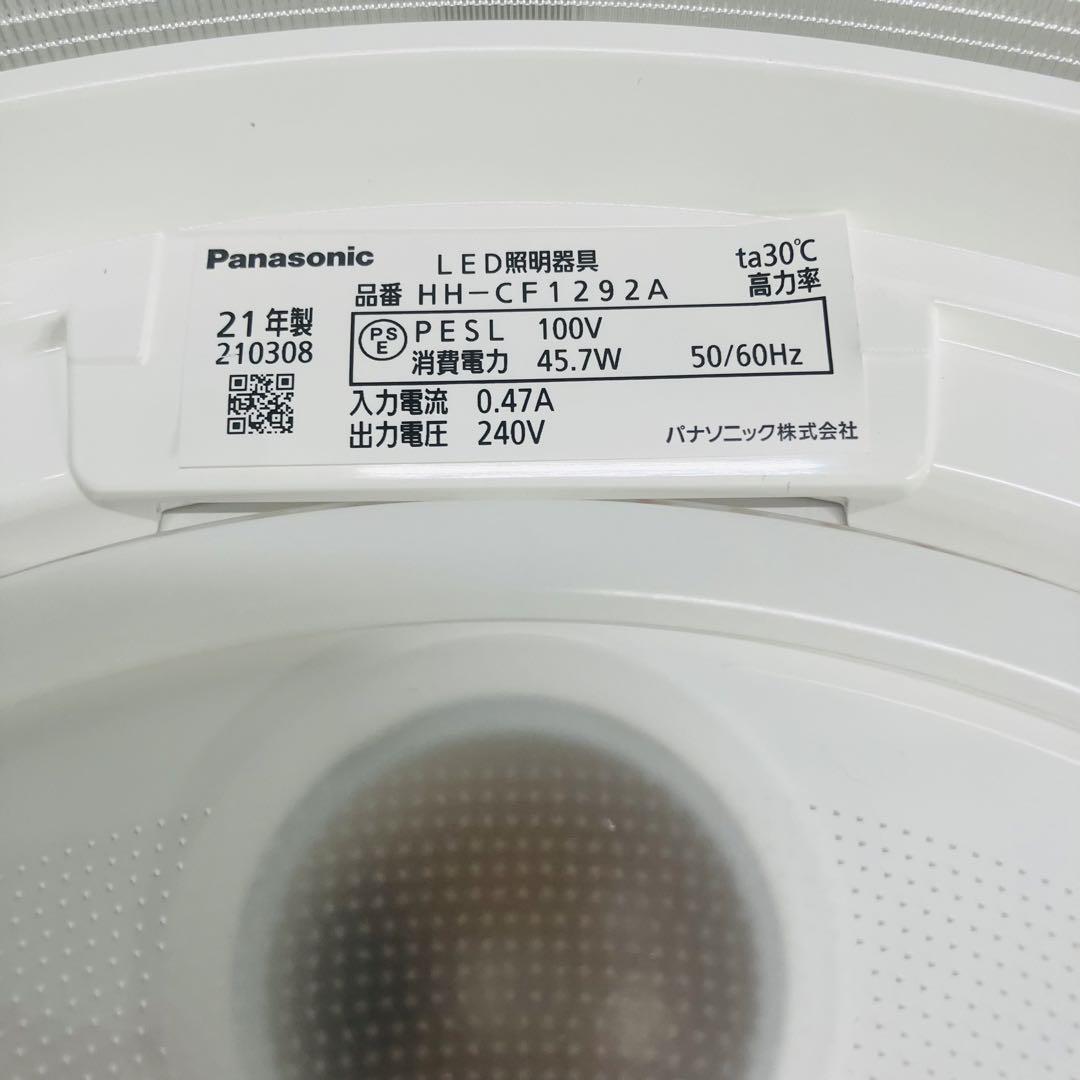 Panasonic LED照明器具 ta30℃
品番 HH-CF1292A 高力率
21年製 PSE PESL 100V
210308 消費電力 45.7W 50/60Hz
入力電流 0.47A
出力電圧 240V パナソニック株式会社